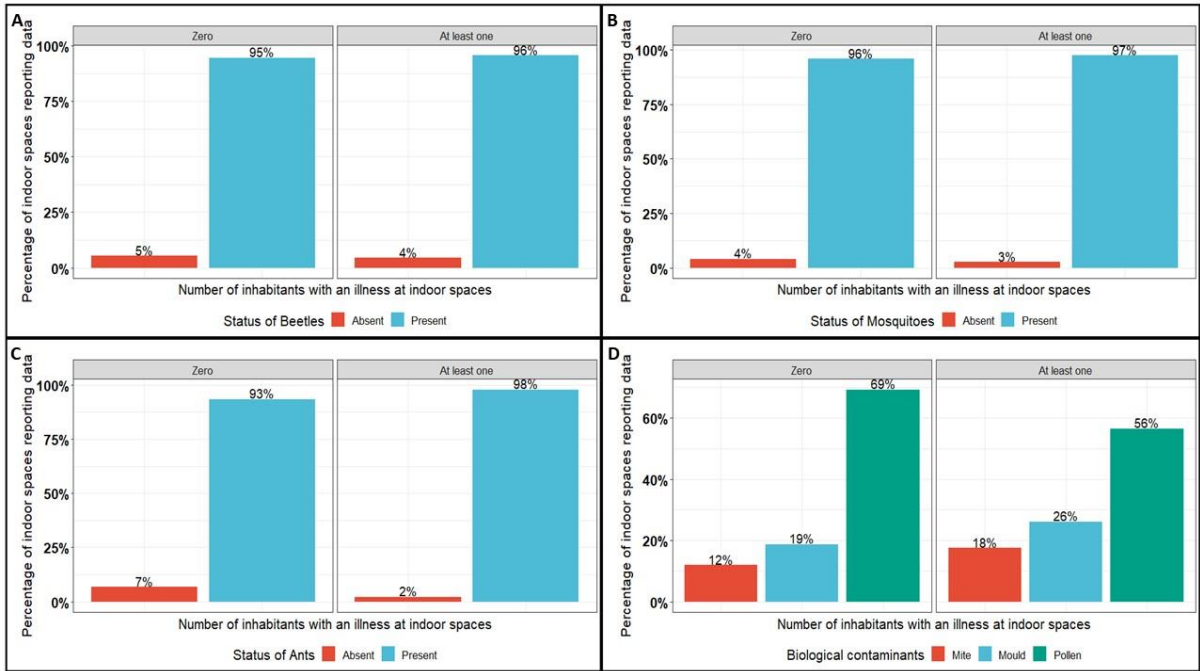 A
Zero
At least one
Percentage of indoor spaces reporting data
100%
75%
50%
25%
0%
5%
95%
4%
96%
Number of inhabitants with an illness at indoor spaces
Status of Beetles Absent Present
B
Zero
At least one
Percentage of indoor spaces reporting data
100%
75%
50%
25%
0%
4%
96%
3%
97%
Number of inhabitants with an illness at indoor spaces
Status of Mosquitoes Absent Present
C
Zero
At least one
Percentage of indoor spaces reporting data
100%
75%
50%
25%
0%
7%
93%
2%
98%
Number of inhabitants with an illness at indoor spaces
Status of Ants Absent Present
D
Zero
At least one
Percentage of indoor spaces reporting data
60%
40%
20%
0%
12%
19%
69%
18%
26%
56%
Number of inhabitants with an illness at indoor spaces
Biological contaminants Mite Mould Pollen